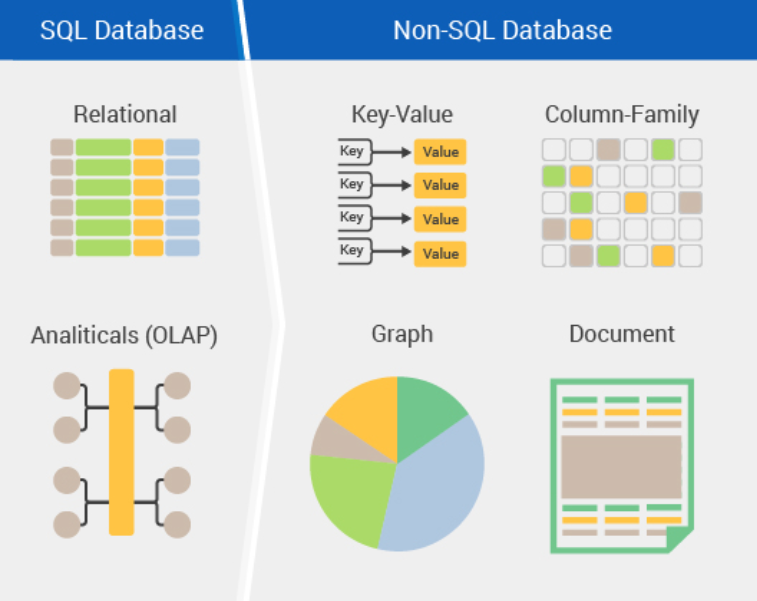 SQL Database
Non-SQL Database
Relational
Key-Value
Column-Family
Key Value
Key Value
Key Value
Key Value
Analiticals (OLAP)
Graph
Document